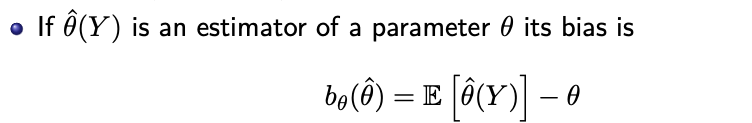 • If θ̂(Y) is an estimator of a parameter θ its bias is
b_θ(θ̂) = 𝔼 [θ̂(Y)] − θ